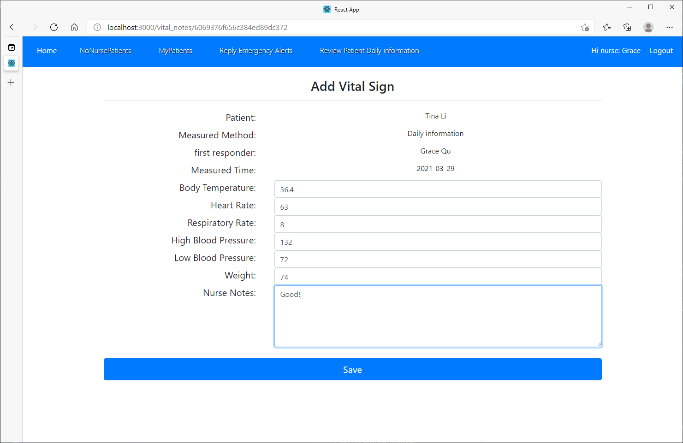 React App
localhost:3000/vital_notes/6069376f656c384ed89dc372
Home NoNursePatients MyPatients Reply Emergency Alerts Review Patient Daily information Hi nurse: Grace Logout
Add Vital Sign
Patient: Tina Li
Measured Method: Daily information
first responder: Grace Qu
Measured Time: 2021-03-29
Body Temperature: 36.4
Heart Rate: 63
Respiratory Rate: 8
High Blood Pressure: 132
Low Blood Pressure: 72
Weight: 74
Nurse Notes: Good!
Save